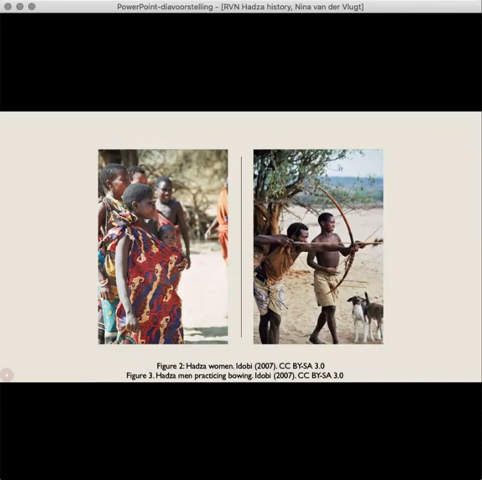 PowerPoint-diavoorstelling - [RVN Hadza history, Nina van der Vlugt]
Figure 2: Hadza women. Idobi (2007). CC BY-SA 3.0
Figure 3. Hadza men practicing bowing. Idobi (2007). CC BY-SA 3.0